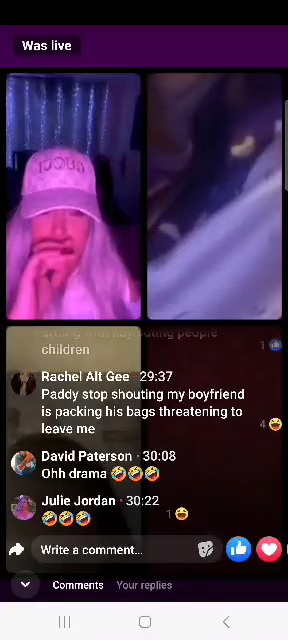 Was live
GUCCI
people
children
1
Rachel Alt Gee · 29:37
Paddy stop shouting my boyfriend
is packing his bags threatening to
leave me
4
David Paterson · 30:08
Ohh drama 🤣🤣🤣
Julie Jordan · 30:22
🤣🤣🤣
1
Write a comment...
Comments
Your replies